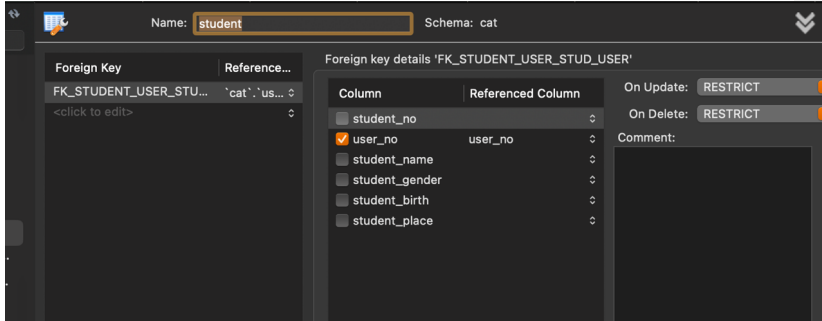 Name: student Schema: cat
Foreign Key Reference...
FK_STUDENT_USER_STU... `cat`.`us...
<click to edit>
Foreign key details 'FK_STUDENT_USER_STUD_USER'
Column Referenced Column
student_no
user_no user_no
student_name
student_gender
student_birth
student_place
On Update: RESTRICT
On Delete: RESTRICT
Comment: